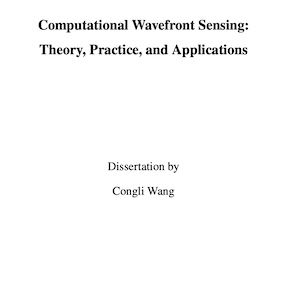 Computational Wavefront Sensing:
Theory, Practice, and Applications
Dissertation by
Congli Wang